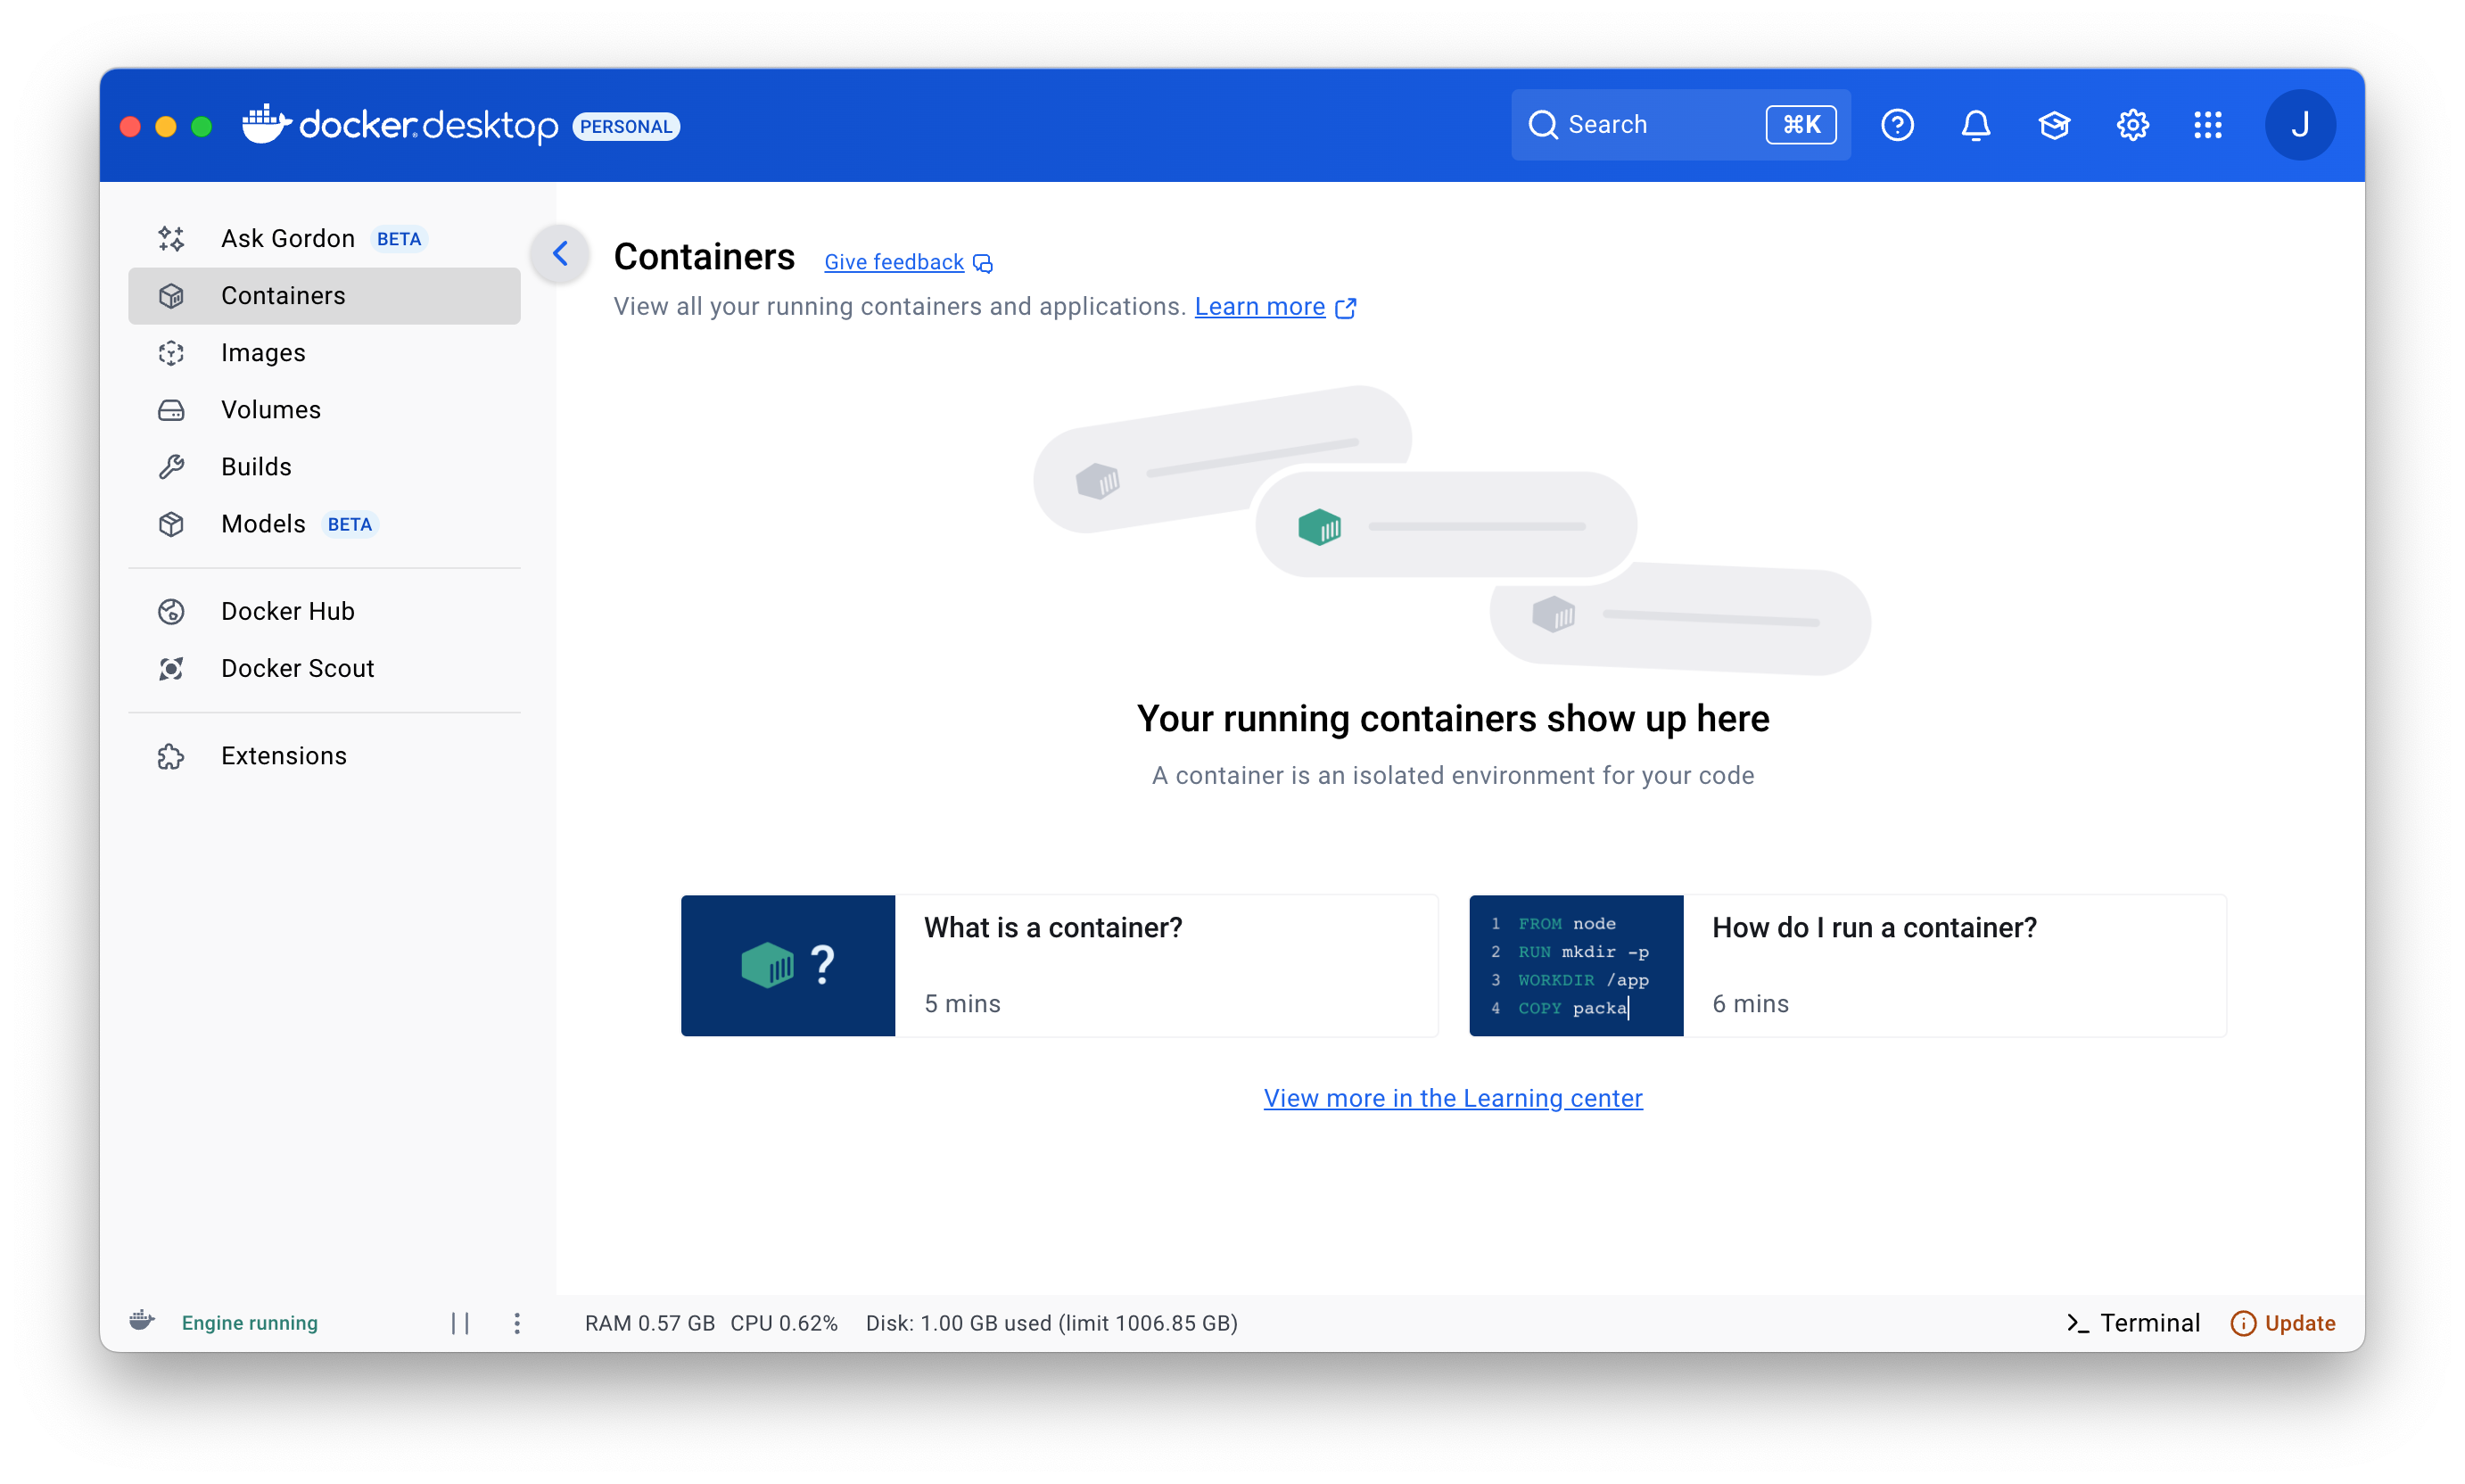 docker desktop PERSONAL
Search ⌘K
J
Ask Gordon BETA
Containers
Images
Volumes
Builds
Models BETA
Docker Hub
Docker Scout
Extensions
Containers Give feedback
View all your running containers and applications. Learn more
Your running containers show up here
A container is an isolated environment for your code
?
What is a container?
5 mins
1 FROM node
2 RUN mkdir -p
3 WORKDIR /app
4 COPY packa
How do I run a container?
6 mins
View more in the Learning center
Engine running
RAM 0.57 GB CPU 0.62% Disk: 1.00 GB used (limit 1006.85 GB)
>_ Terminal
Update